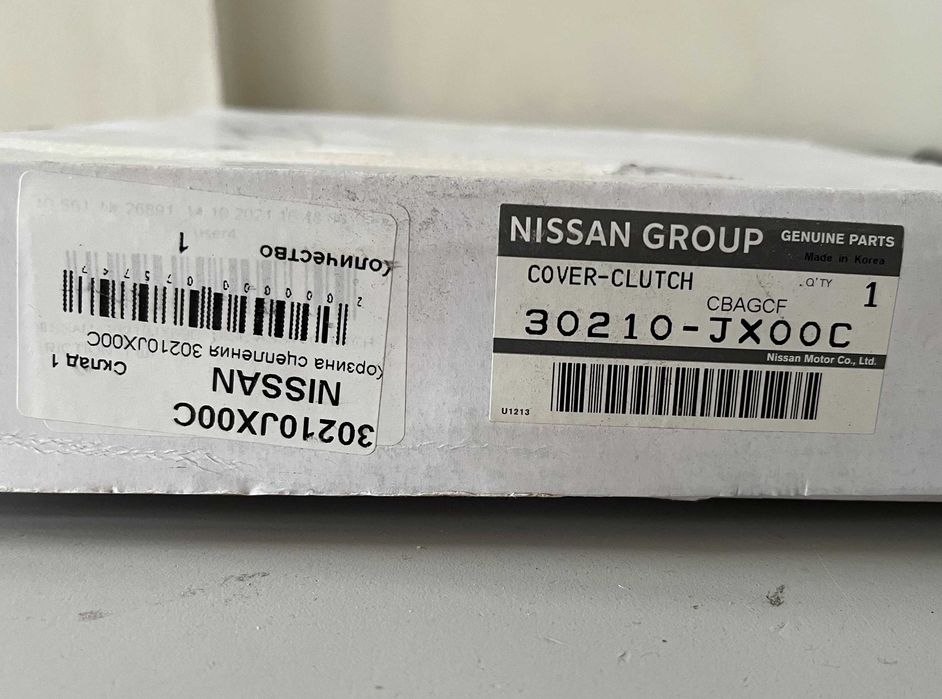 30210JX00C
NISSAN
Корзина сцепления 30210JX00C
Склад 1
Количество
1
NISSAN GROUP GENUINE PARTS
Made in Korea
COVER-CLUTCH Q'TY 1
CBAGCF
30210-JX00C
Nissan Motor Co., Ltd.
U1213